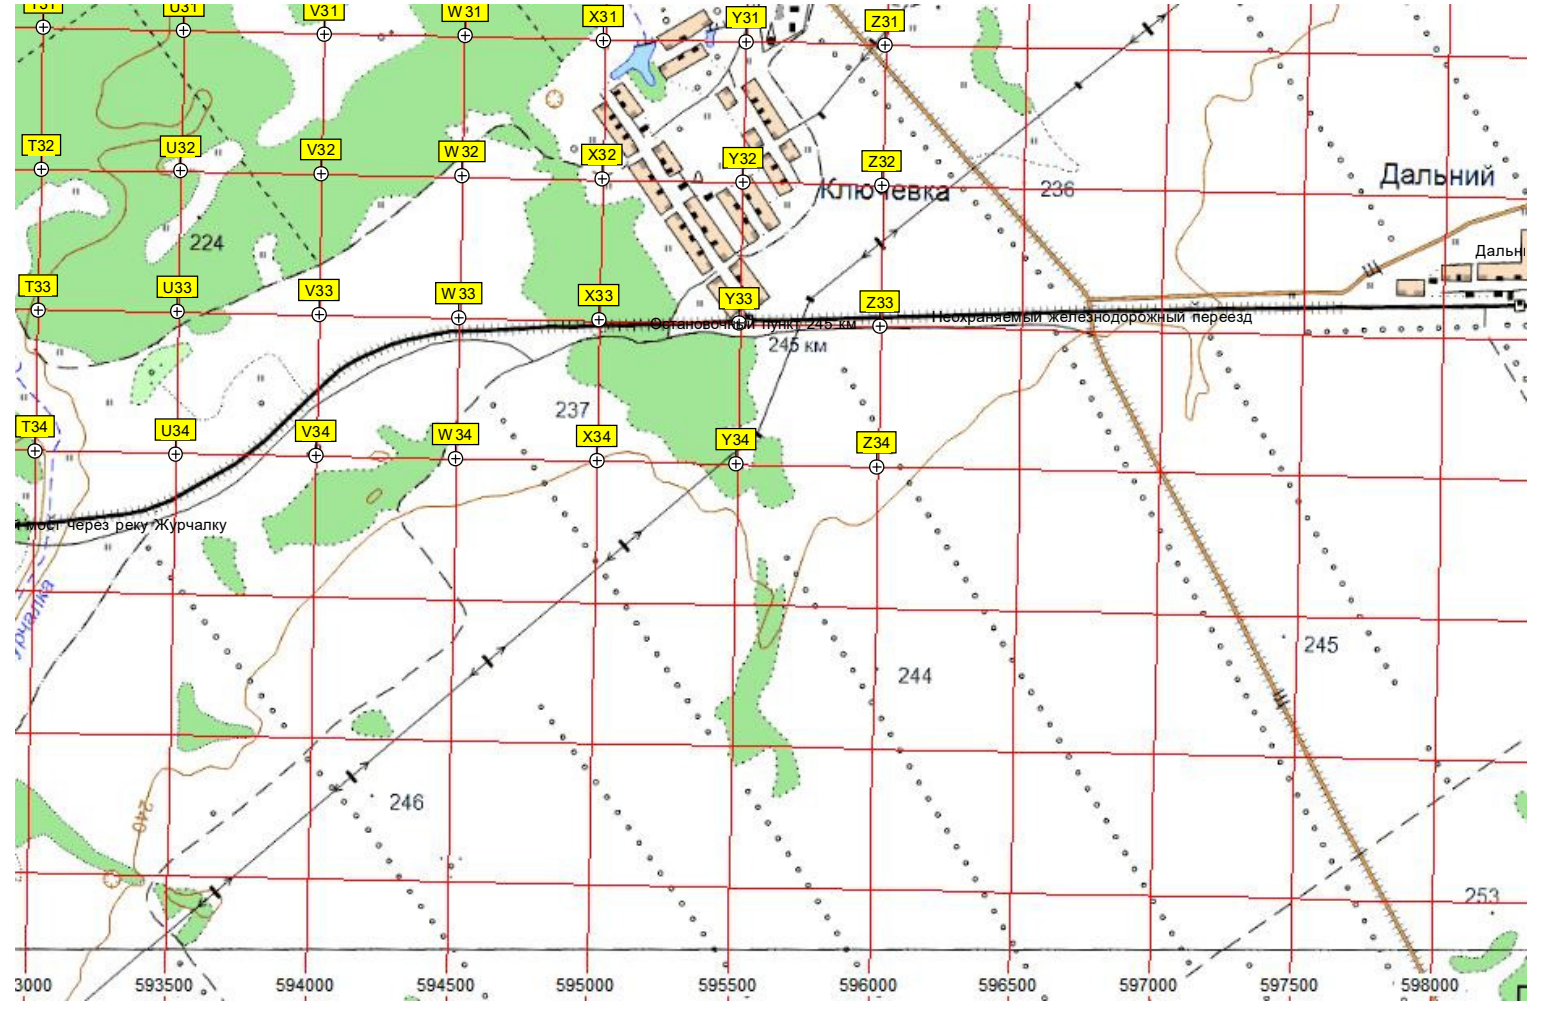 T31 U31 V31 W31 X31 Y31 Z31
T32 U32 V32 W32 X32 Y32 Z32
Ключевка
236
Дальний
224
T33 U33 V33 W33 X33 Y33 Z33
Остановочный пункт 245 км
Неохраняемый железнодорожный переезд
245 км
237
T34 U34 V34 W34 X34 Y34 Z34
мост через реку Журчалку
245
244
246
240
253
3000 593500 594000 594500 595000 595500 596000 596500 597000 597500 598000